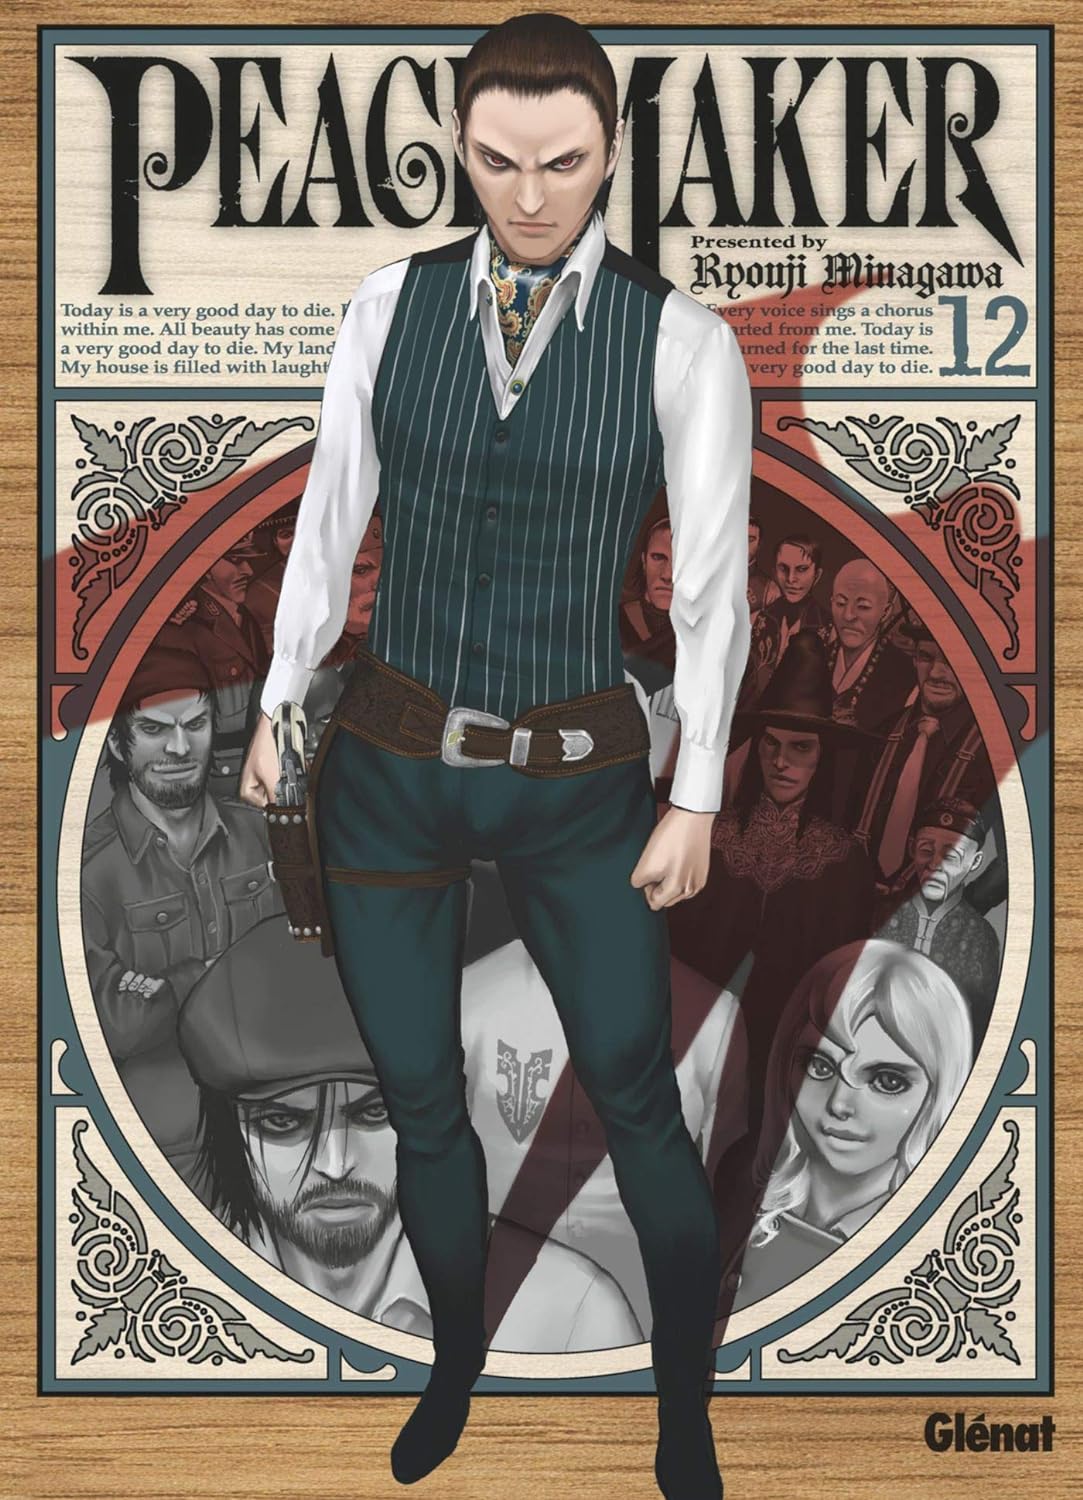 PEACEMAKER
Presented by
Ryouji Minagawa
12
Today is a very good day to die. Every voice sings a chorus
within me. All beauty has come from me. Today is
a very good day to die. My land for the last time.
My house is filled with very good day to die.
Glénat